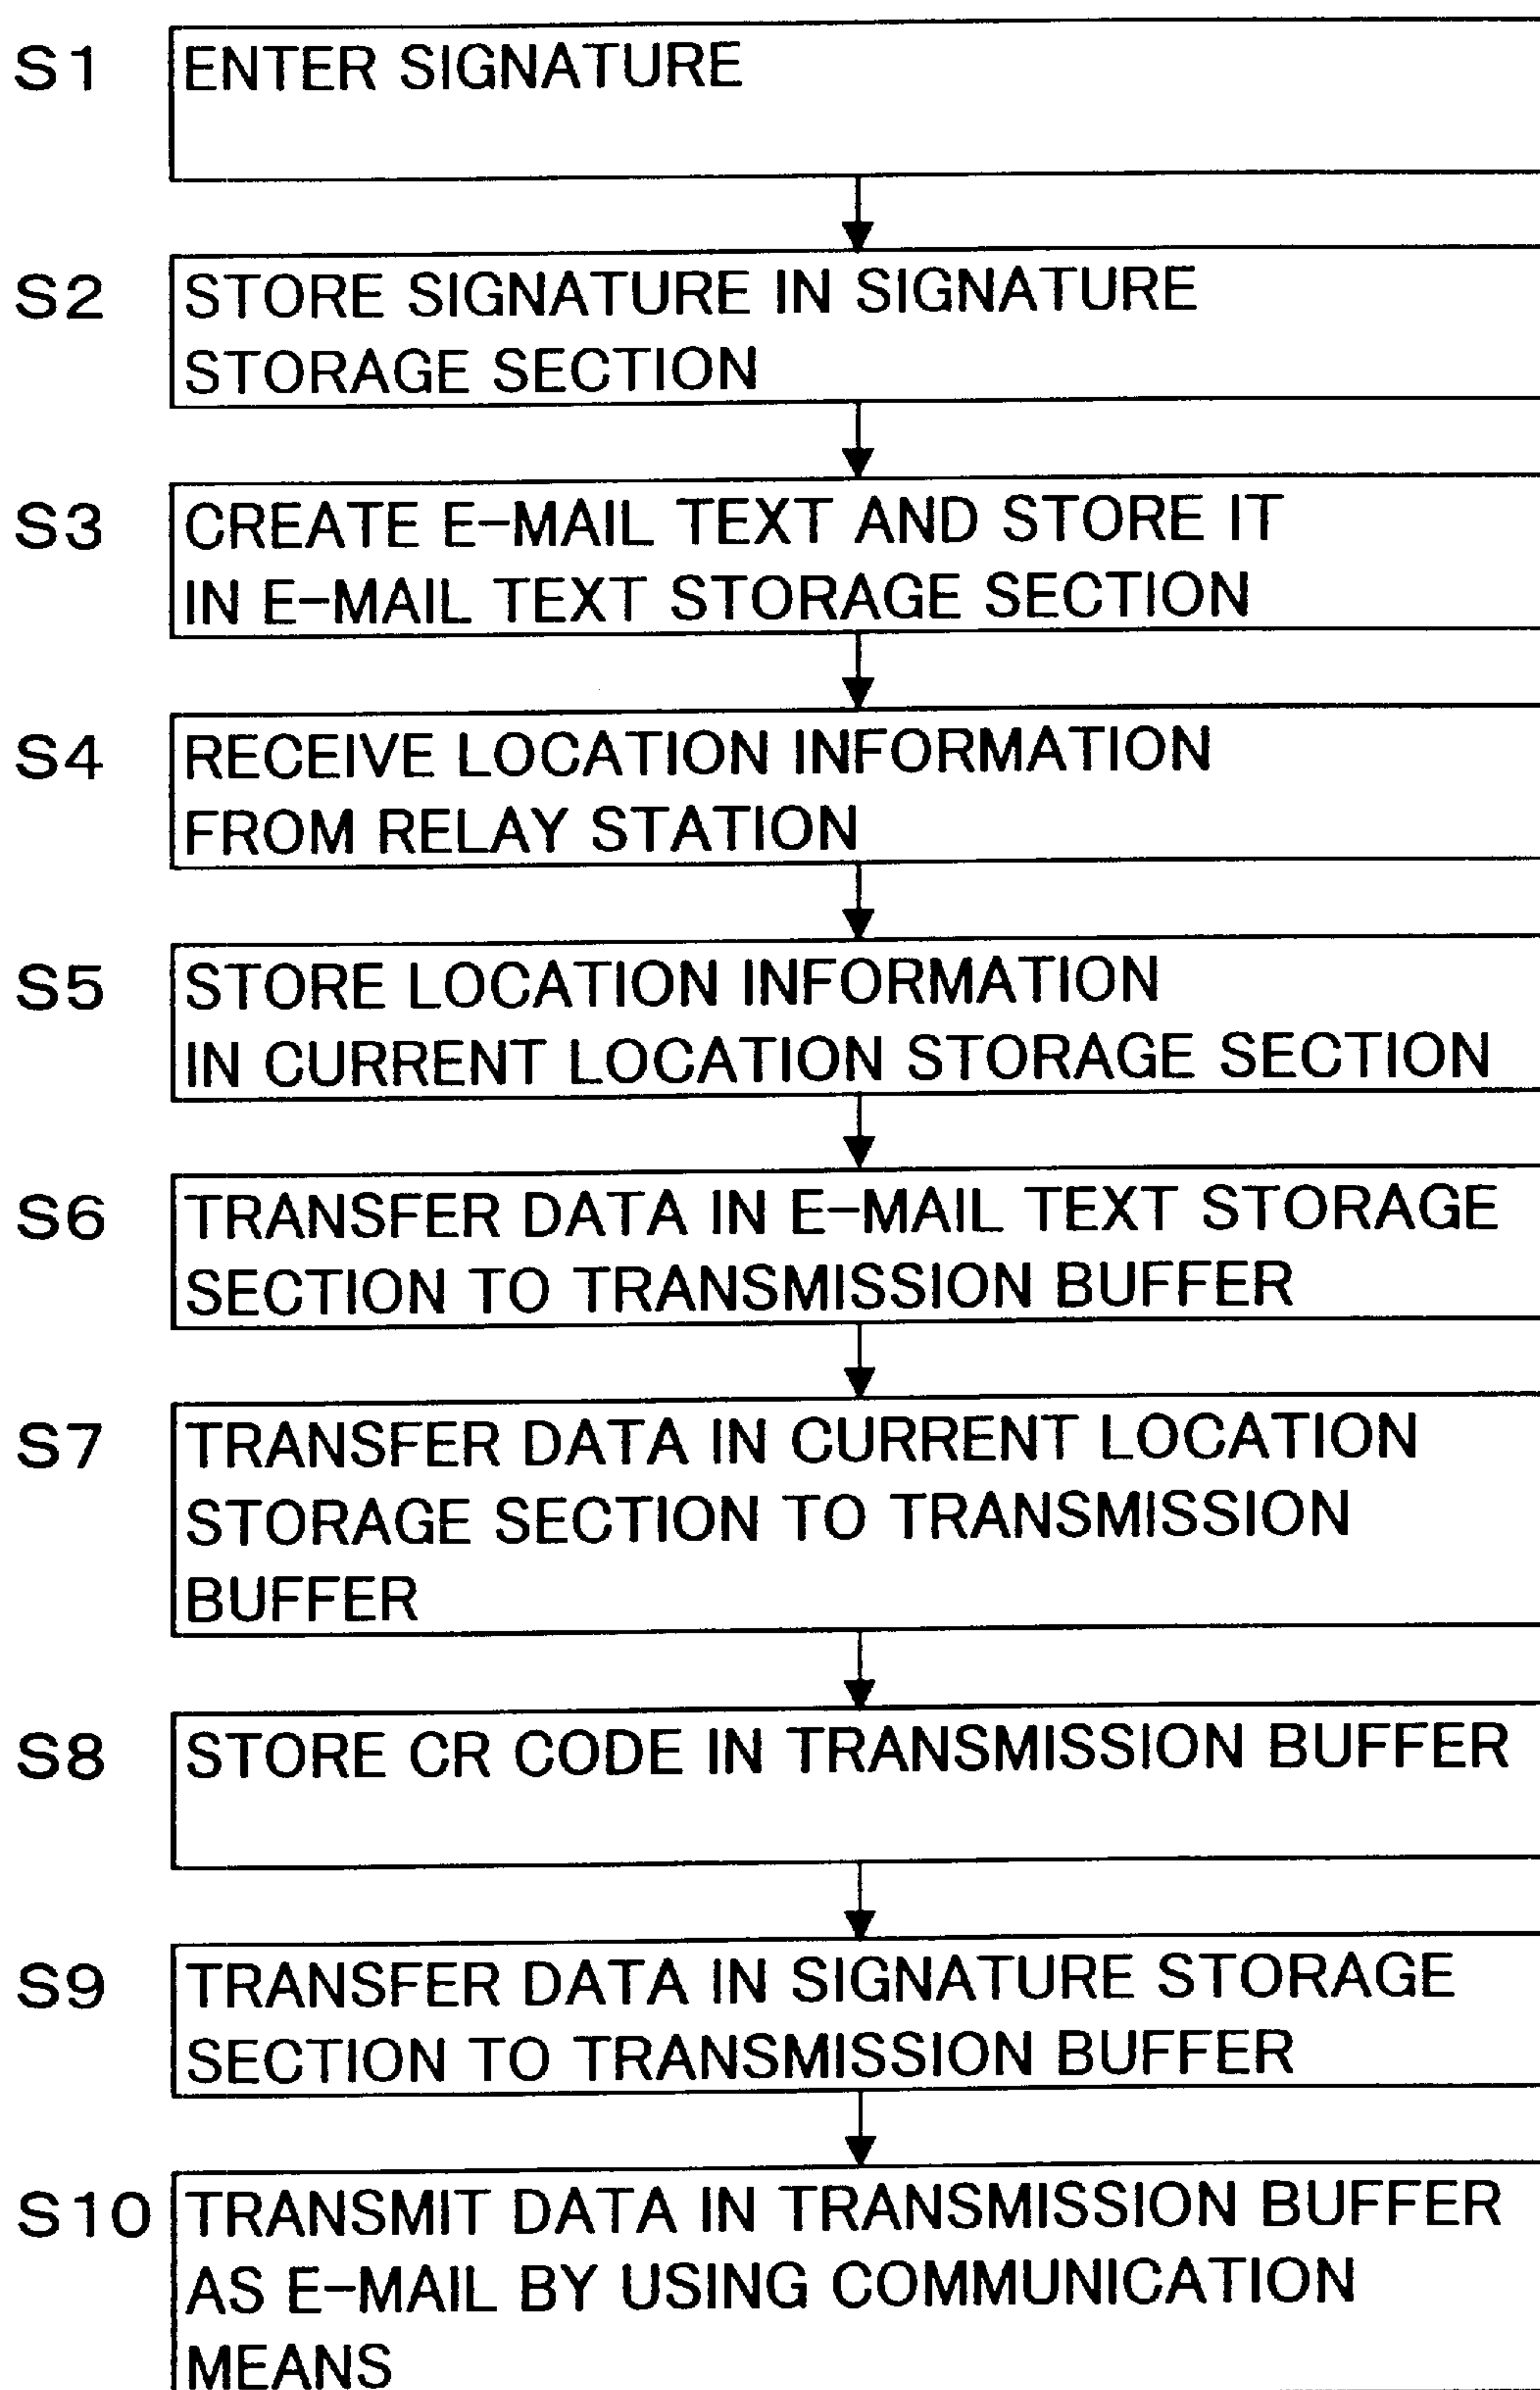 S1 ENTER SIGNATURE
S2 STORE SIGNATURE IN SIGNATURE
STORAGE SECTION
S3 CREATE E-MAIL TEXT AND STORE IT
IN E-MAIL TEXT STORAGE SECTION
S4 RECEIVE LOCATION INFORMATION
FROM RELAY STATION
S5 STORE LOCATION INFORMATION
IN CURRENT LOCATION STORAGE SECTION
S6 TRANSFER DATA IN E-MAIL TEXT STORAGE
SECTION TO TRANSMISSION BUFFER
S7 TRANSFER DATA IN CURRENT LOCATION
STORAGE SECTION TO TRANSMISSION
BUFFER
S8 STORE CR CODE IN TRANSMISSION BUFFER
S9 TRANSFER DATA IN SIGNATURE STORAGE
SECTION TO TRANSMISSION BUFFER
S10 TRANSMIT DATA IN TRANSMISSION BUFFER
AS E-MAIL BY USING COMMUNICATION
MEANS